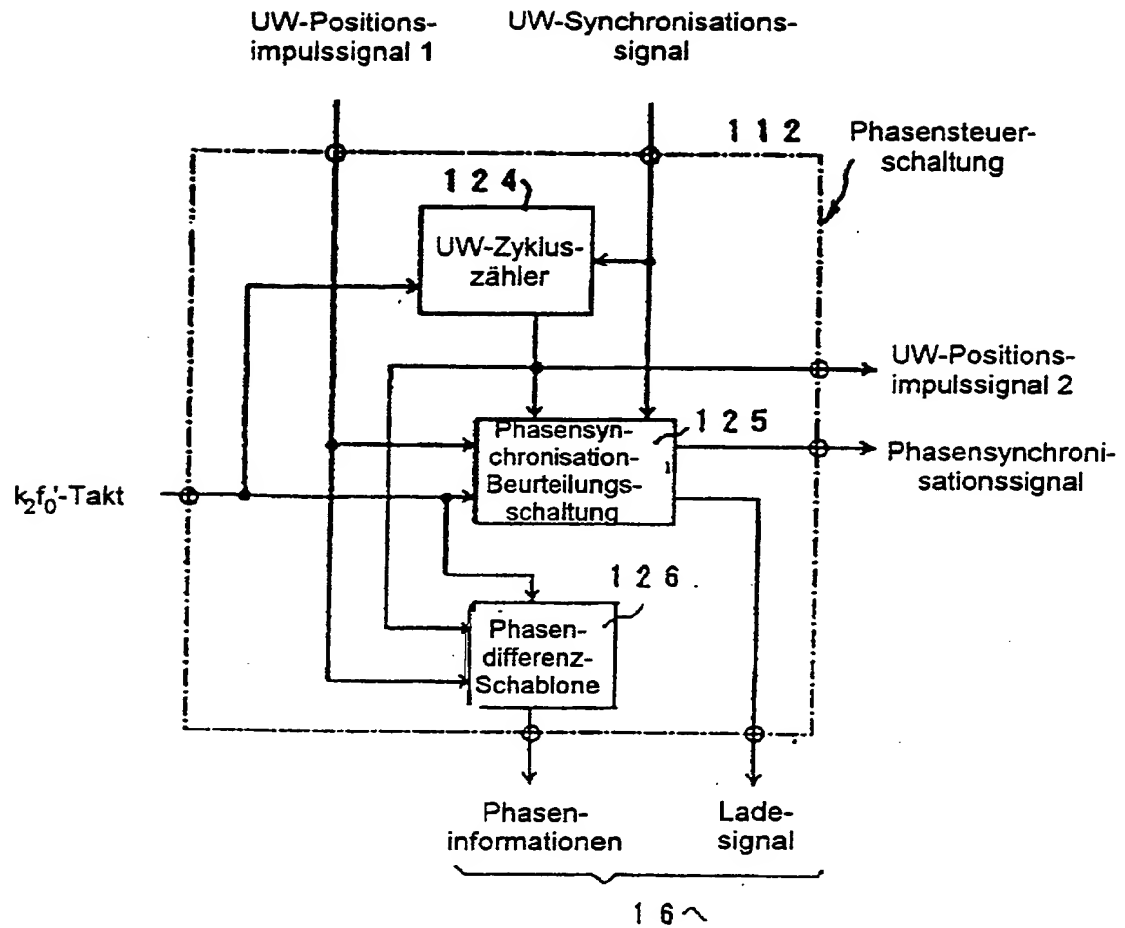 UW-Positions-
impulssignal 1
UW-Synchronisations
signal
112
Phasensteuer-
schaltung
124
UW-Zyklus-
zähler
UW-Positions-
impulssignal 2
125
Phasensyn-
chronisation-
Beurteilungs-
schaltung
Phasensynchroni-
sationssignal
k₂f₀'-Takt
126
Phasen-
differenz-
Schablone
Phasen-
informationen
Lade-
signal
16へ